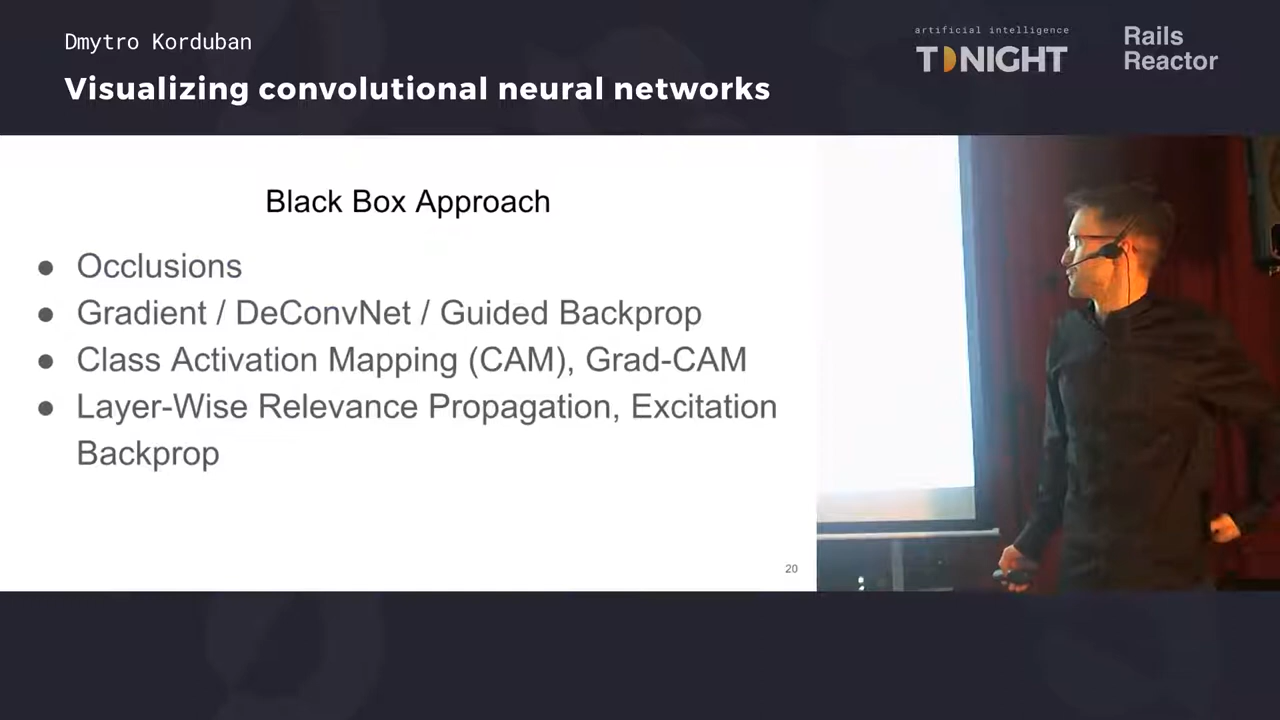 Dmytro Korduban
Visualizing convolutional neural networks
artificial intelligence
TONIGHT
Rails
Reactor
Black Box Approach
● Occlusions
● Gradient / DeConvNet / Guided Backprop
● Class Activation Mapping (CAM), Grad-CAM
● Layer-Wise Relevance Propagation, Excitation
Backprop
20